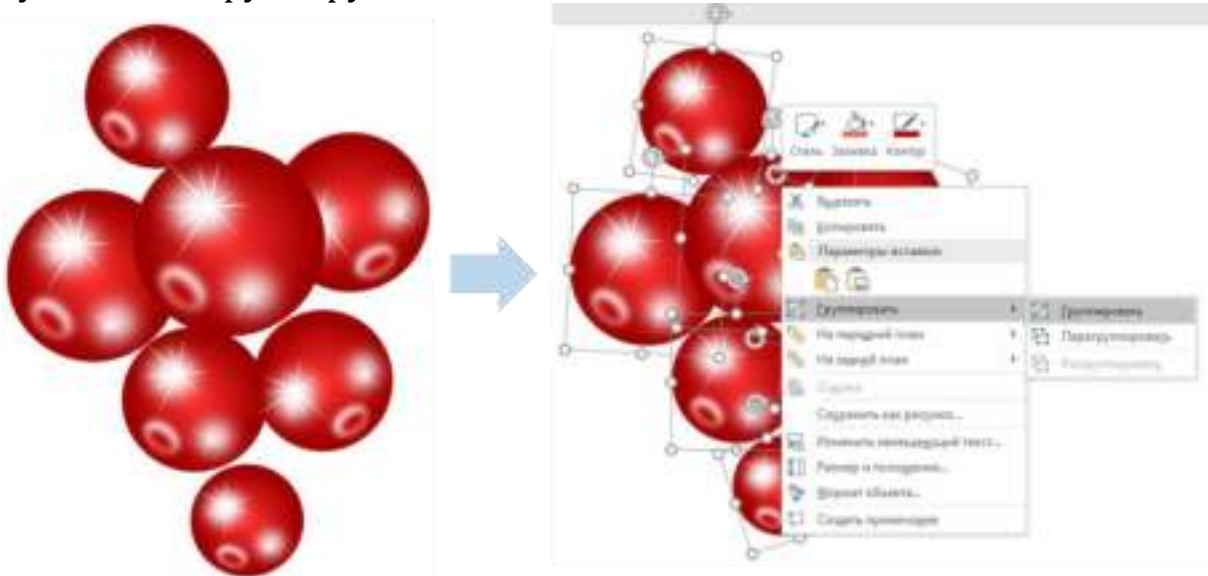 Стиль Заливка Контур
Вырезать
Копировать
Параметры вставки:
Группировать
Группировать
На передний план
Перегруппировать
На задний план
Разгруппировать
Ссылка
Сохранить как рисунок...
Изменить замещающий текст...
Размер и положение...
Формат объекта...
Создать примечание